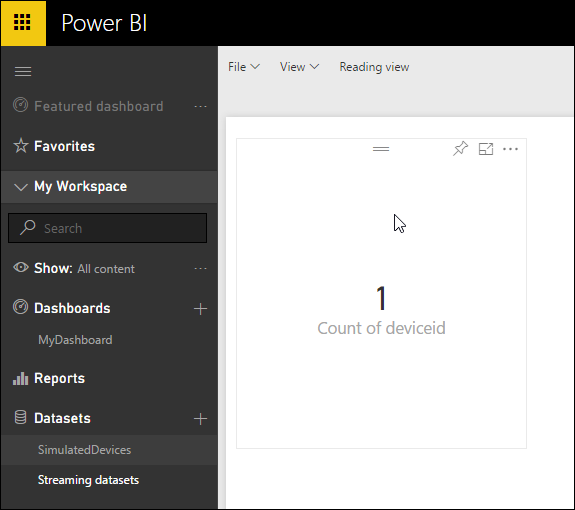 Power BI
File View Reading view
Featured dashboard
Favorites
My Workspace
Search
Show: All content
Dashboards
MyDashboard
Reports
Datasets
SimulatedDevices
Streaming datasets
1
Count of deviceid